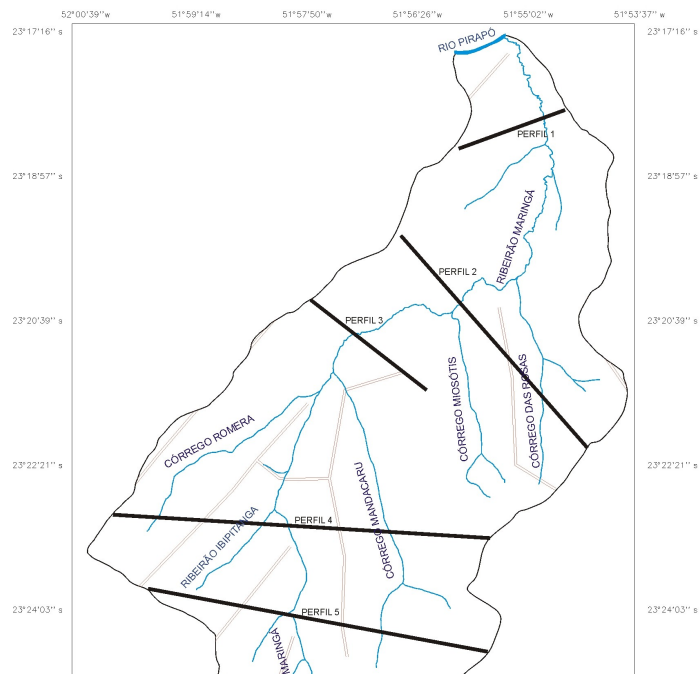 52°00'39''w 51°59'14''w 51°57'50''w 51°56'26''w 51°55'02''w 51°53'37''w
23°17'16'' s 23°17'16'' s
RIO PIRAPÓ
PERFIL 1
23°18'57'' s 23°18'57'' s
RIBEIRÃO MARINGÁ
PERFIL 2
23°20'39'' s 23°20'39'' s
PERFIL 3
CÓRREGO MIOSÓTIS
CÓRREGO DAS ROSAS
CÓRREGO ROMERA
23°22'21'' s 23°22'21'' s
CÓRREGO MANDACARU
PERFIL 4
RIBEIRÃO IBIPITANGA
23°24'03'' s 23°24'03'' s
PERFIL 5
MARINGÁ